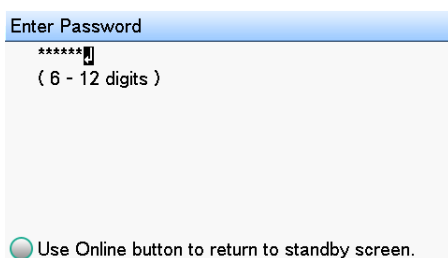 Enter Password
******↲
( 6 - 12 digits )
Use Online button to return to standby screen.